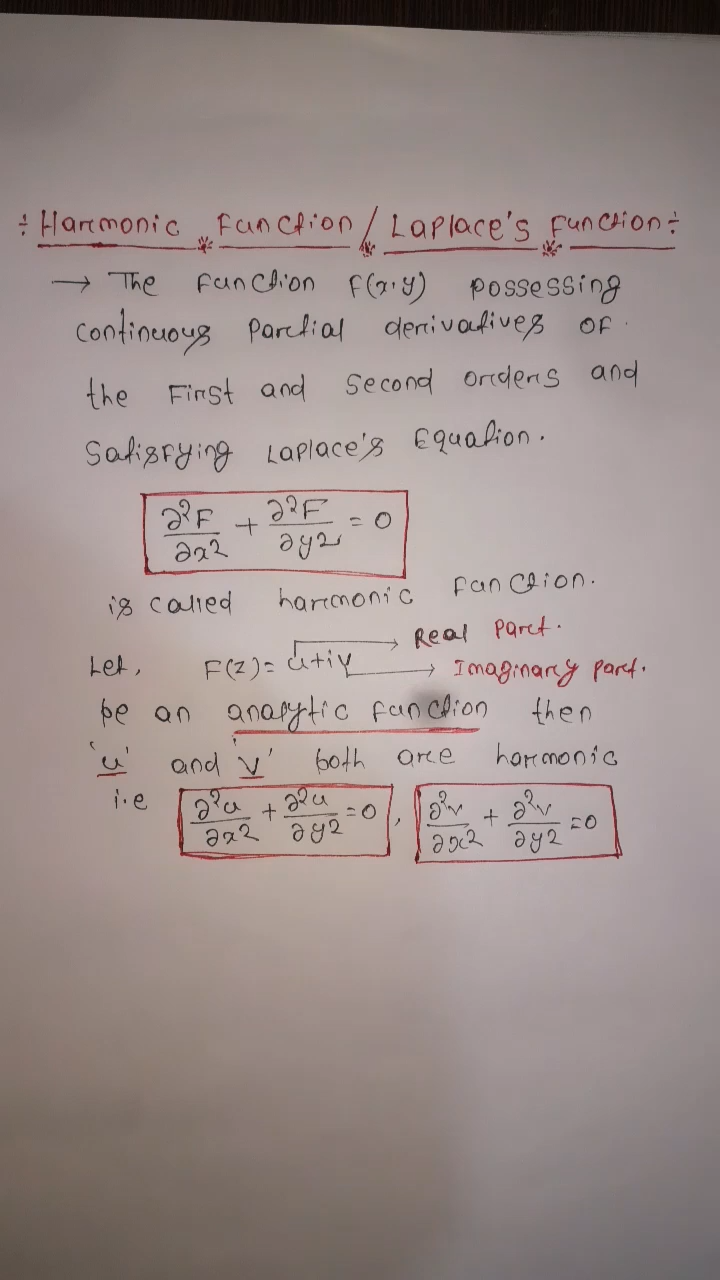 ÷ Harmonic Function / Laplace's Function ÷
→ The Function F(x,y) possessing
continuous partial derivatives of
the First and Second orders and
Satisfying Laplace's Equation.
∂²F/∂x² + ∂²F/∂y² = 0
is called harmonic function.
→ Real Part.
Let, F(z) = u+iv → Imaginary part.
be an analytic function then
'u' and 'v' both are harmonic
i.e ∂²u/∂x² + ∂²u/∂y² = 0, ∂²v/∂x² + ∂²v/∂y² = 0